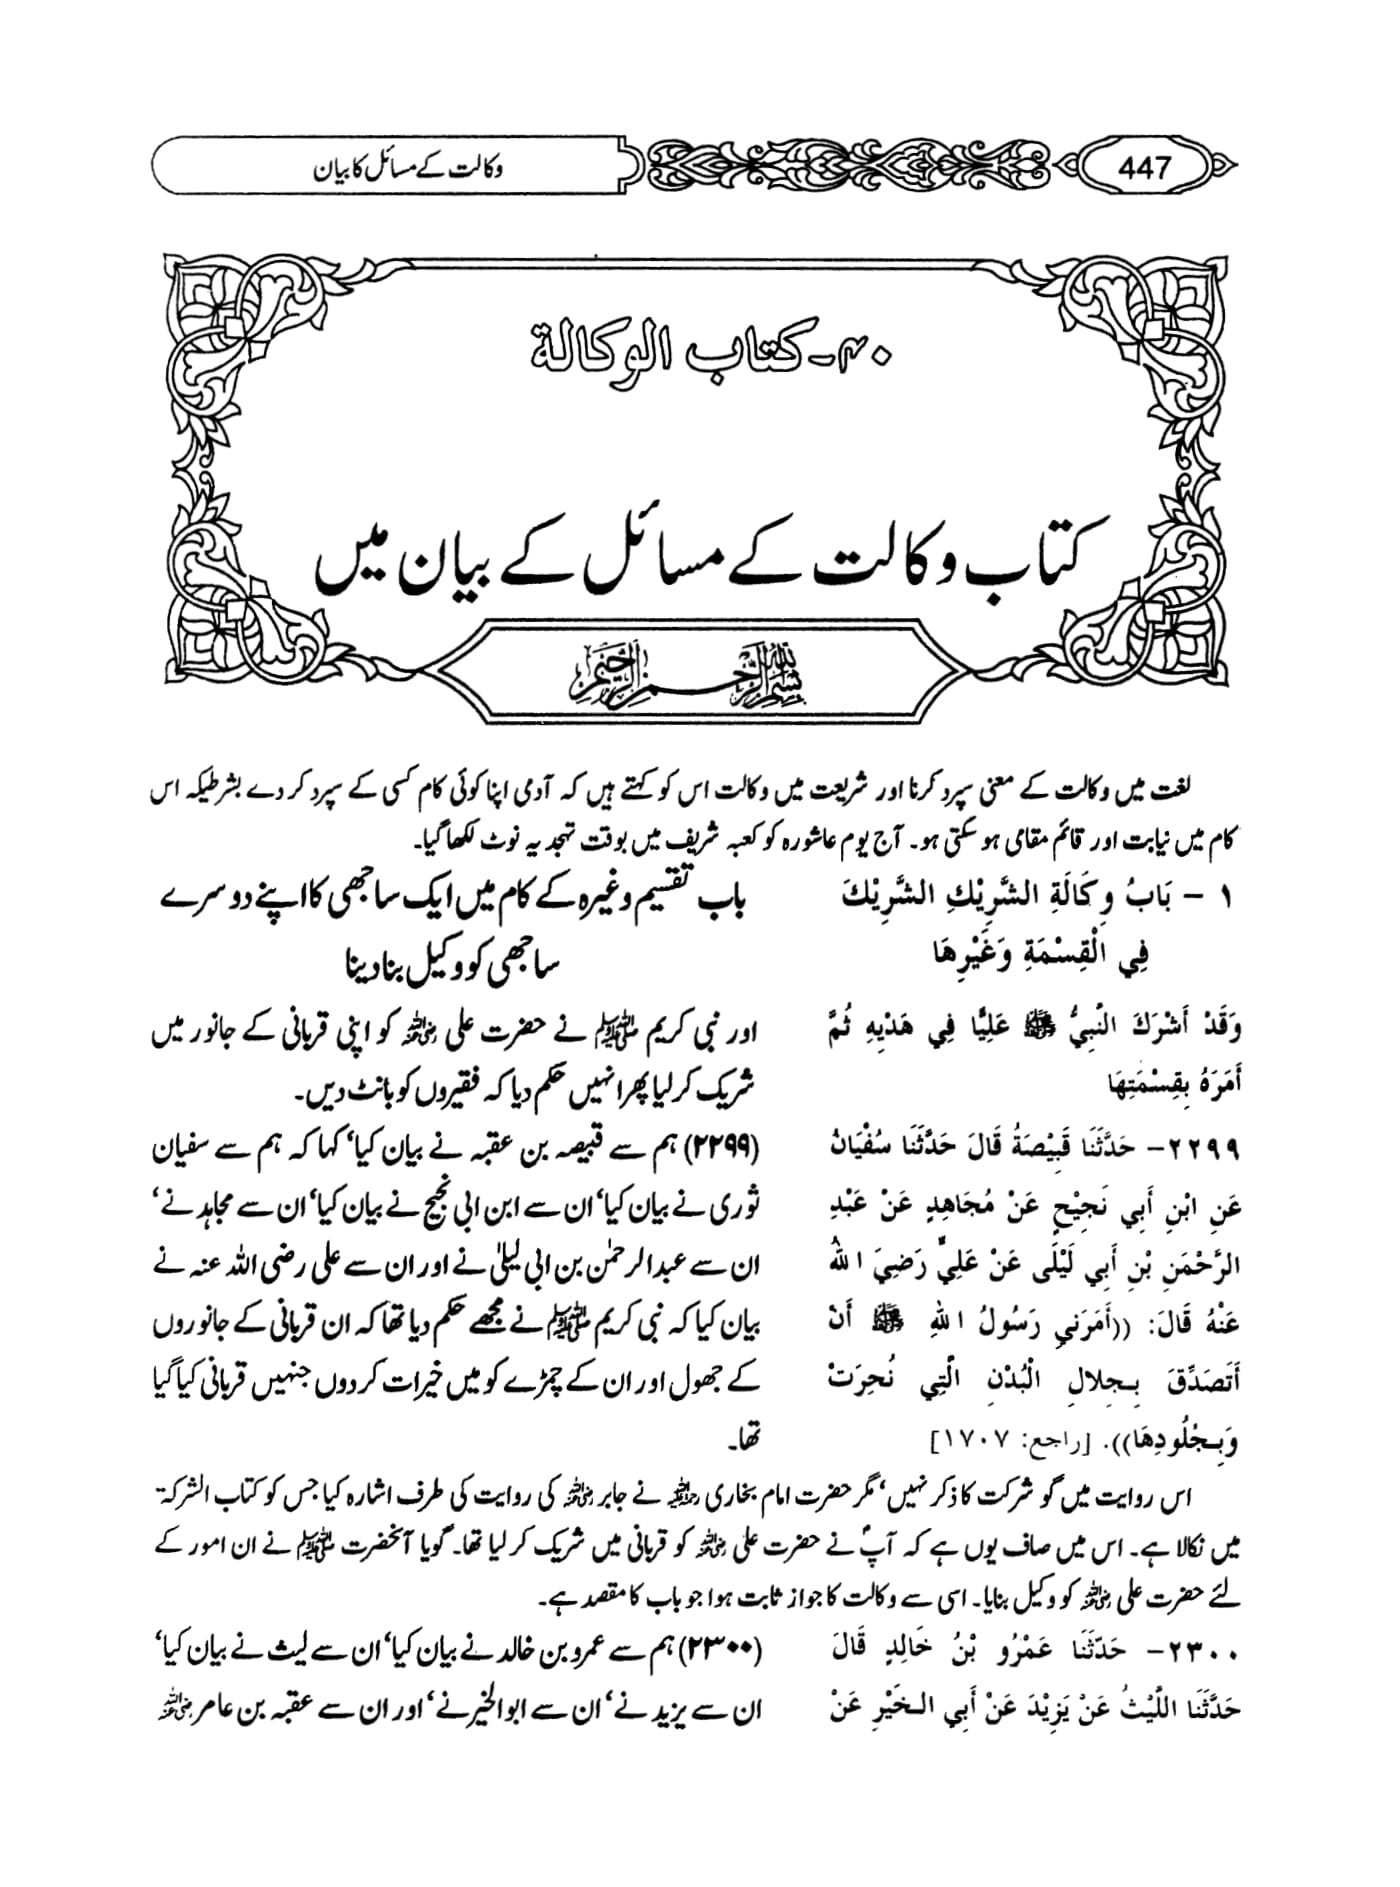 447
وکالت کے مسائل کا بیان
۴۰- كتاب الوكالة
کتاب وکالت کے مسائل کے بیان میں
بسم الله الرحمن الرحيم
لغت میں وکالت کے معنی سپرد کرنا اور شریعت میں وکالت اس کو کہتے ہیں کہ آدمی اپنا کوئی کام کسی کے سپرد کر دے بشرطیکہ اس
کام میں نیابت اور قائم مقامی ہو سکتی ہو۔ آج یوم عاشورہ کو کعبہ شریف میں بوقت تہجد یہ نوٹ لکھا گیا۔
١ - بَابُ وِكَالَةِ الشَّرِيْكِ الشَّرِيْكَ
فِي الْقِسْمَةِ وَغَيْرِهَا
وَقَدْ أَشْرَكَ النَّبِيُّ ﷺ عَلِيًّا فِي هَدْيِهِ ثُمَّ
أَمَرَهُ بِقِسْمَتِهَا
٢٢٩٩- حَدَّثَنَا قَبِيْصَةُ قَالَ حَدَّثَنَا سُفْيَانُ
عَنِ ابْنِ أَبِي نَجِيْحٍ عَنْ مُجَاهِدٍ عَنْ عَبْدِ
الرَّحْمَنِ بْنِ أَبِي لَيْلَى عَنْ عَلِيٍّ رَضِيَ اللهُ
عَنْهُ قَالَ: ((أَمَرَنِي رَسُولُ اللهِ ﷺ أَنْ
أَتَصَدَّقَ بِجِلالِ الْبُدْنِ الَّتِي نُحِرَتْ
وَبِجُلُودِهَا)). [راجع: ١٧٠٧]
باب تقسیم وغیرہ کے کام میں ایک ساجھی کا اپنے دوسرے
ساجھی کو وکیل بنا دینا
اور نبی کریم ﷺ نے حضرت علی رضی اللہ عنہ کو اپنی قربانی کے جانور میں
شریک کر لیا پھر انہیں حکم دیا کہ فقیروں کو بانٹ دیں۔
(۲۲۹۹) ہم سے قبیصہ بن عقبہ نے بیان کیا‘ کہا کہ ہم سے سفیان
ثوری نے بیان کیا‘ ان سے ابن ابی نجیح نے بیان کیا‘ ان سے مجاہد نے‘
ان سے عبدالرحمٰن بن ابی لیلیٰ نے اور ان سے علی رضی اللہ عنہ نے
بیان کیا کہ نبی کریم ﷺ نے مجھے حکم دیا تھا کہ ان قربانی کے جانوروں
کے جھول اور ان کے چمڑے کو میں خیرات کر دوں جنہیں قربانی کیا گیا
تھا۔
اس روایت میں گو شرکت کا ذکر نہیں‘ مگر حضرت امام بخاری رحمہ اللہ نے جابر رضی اللہ عنہ کی روایت کی طرف اشارہ کیا جس کو کتاب الشرکۃ
میں نکالا ہے۔ اس میں صاف یوں ہے کہ آپؐ نے حضرت علی رضی اللہ عنہ کو قربانی میں شریک کر لیا تھا۔ گویا آنحضرت ﷺ نے ان امور کے
لئے حضرت علی رضی اللہ عنہ کو وکیل بنایا۔ اسی سے وکالت کا جواز ثابت ہوا جو باب کا مقصد ہے۔
٢٣٠٠- حَدَّثَنَا عَمْرُو بْنُ خَالِدٍ قَالَ
حَدَّثَنَا اللَّيْثُ عَنْ يَزِيْدَ عَنْ أَبِي الْخَيْرِ عَنْ
(۲۳۰۰) ہم سے عمرو بن خالد نے بیان کیا‘ ان سے لیث نے بیان کیا‘
ان سے یزید نے‘ ان سے ابوالخیر نے‘ اور ان سے عقبہ بن عامر رضی اللہ عنہ